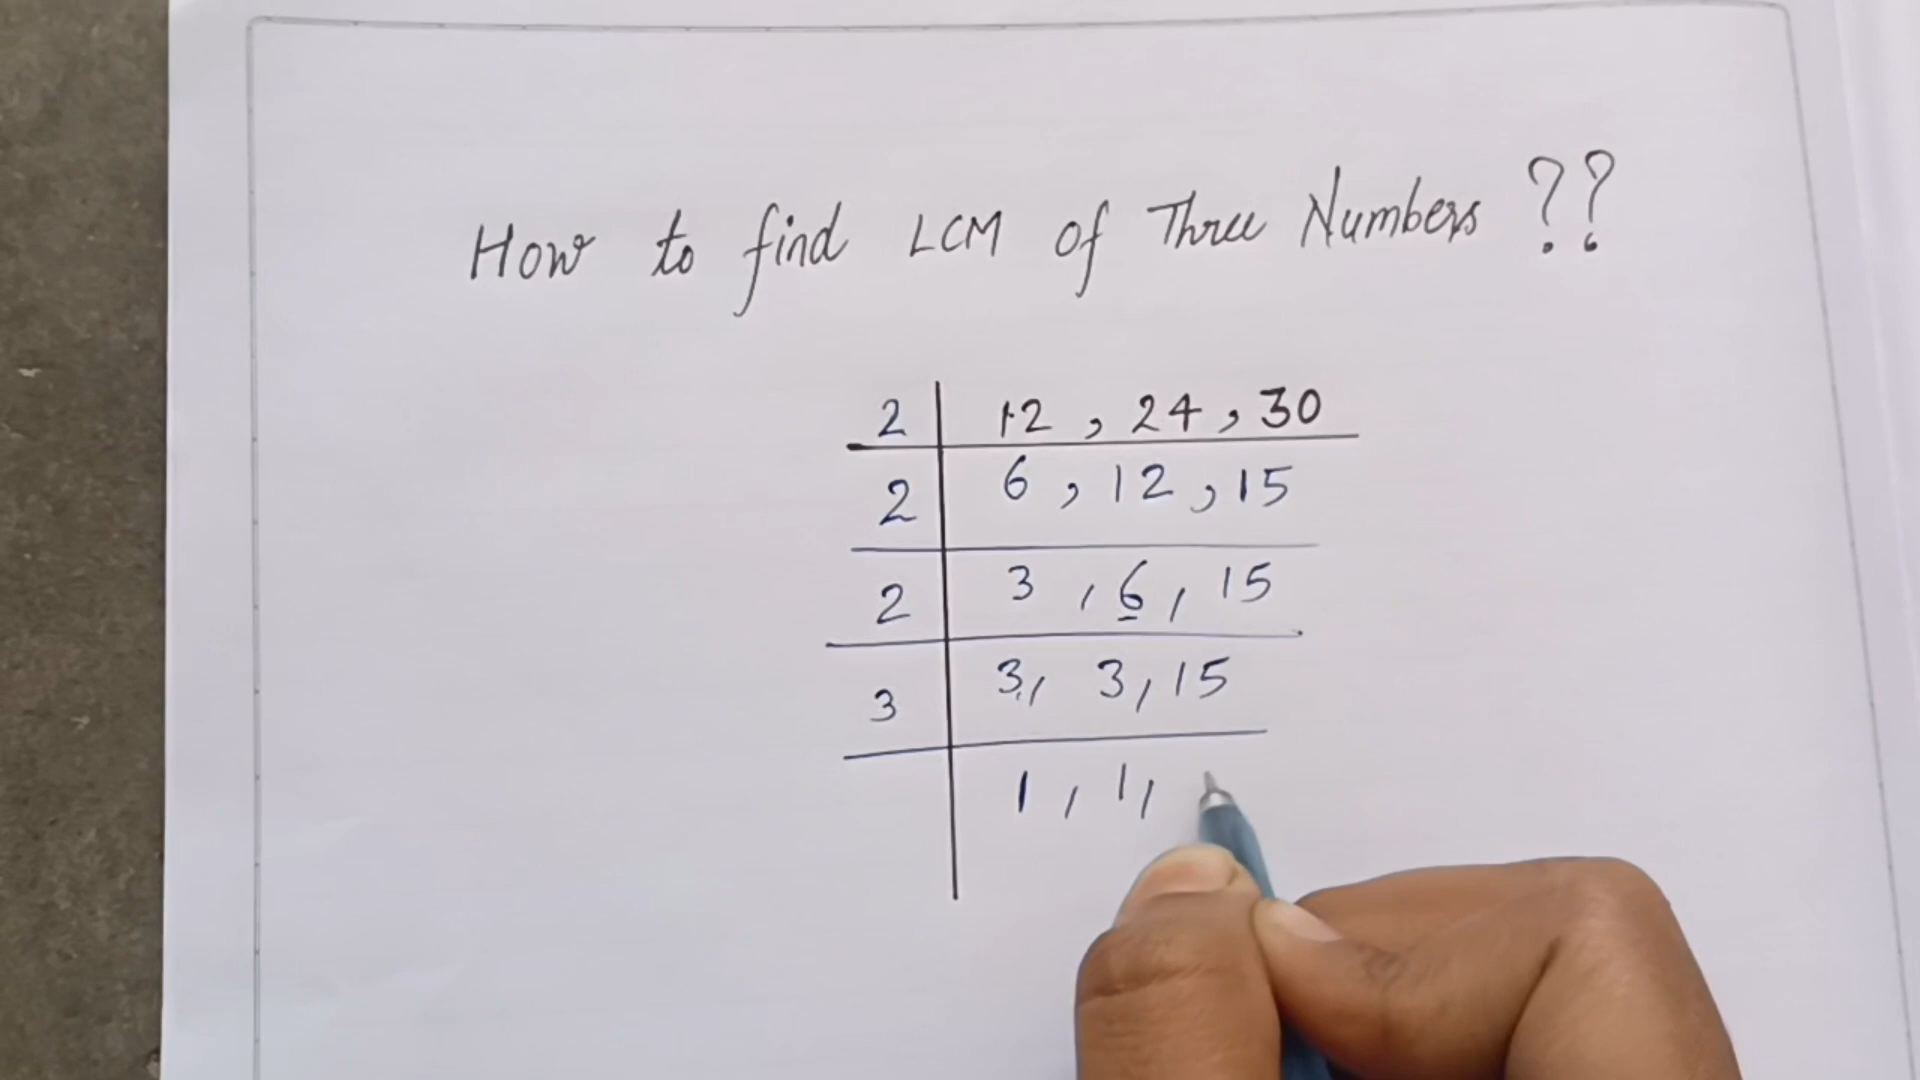 How to find LCM of Three Numbers ??
2 | 12 , 24 , 30
2 | 6 , 12 , 15
2 | 3 , 6 , 15
3 | 3 , 3 , 15
1 , 1 ,